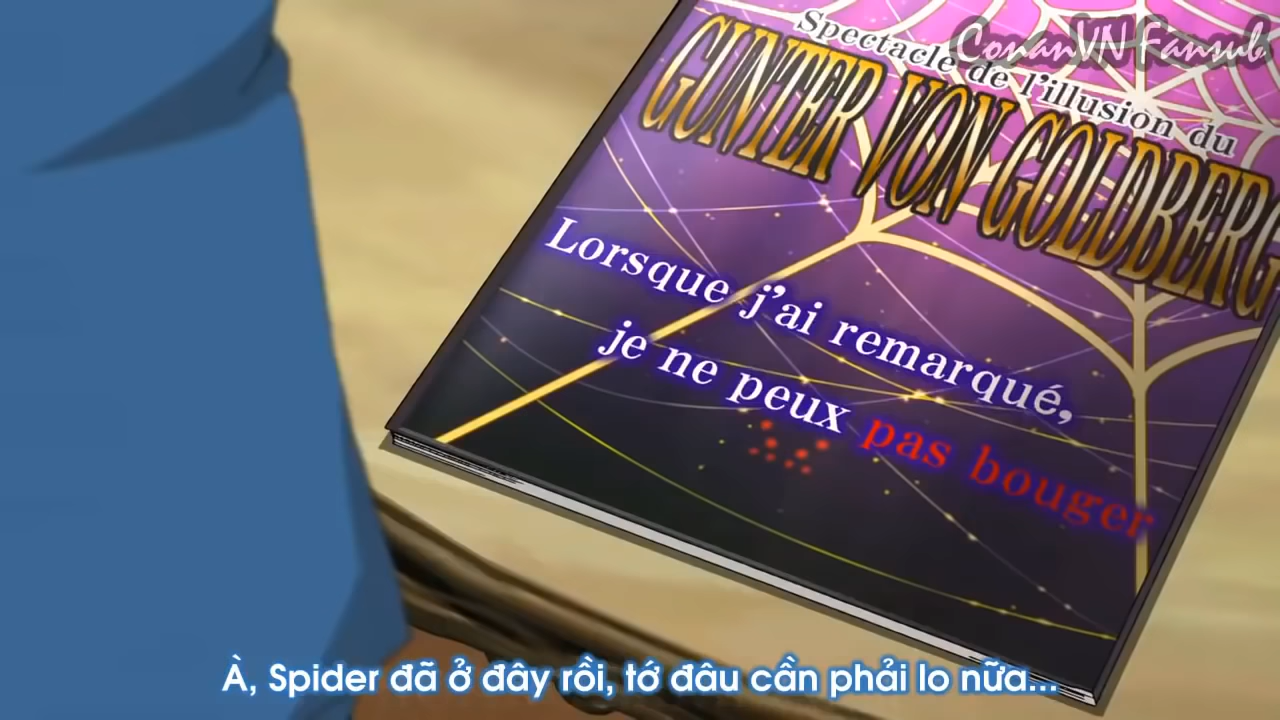 ConanVN Fansub
Spectacle de l'illusion du
GUNTER VON GOLDBERG
Lorsque j'ai remarqué,
je ne peux pas bouger
À, Spider đã ở đây rồi, tớ đâu cần phải lo nữa...